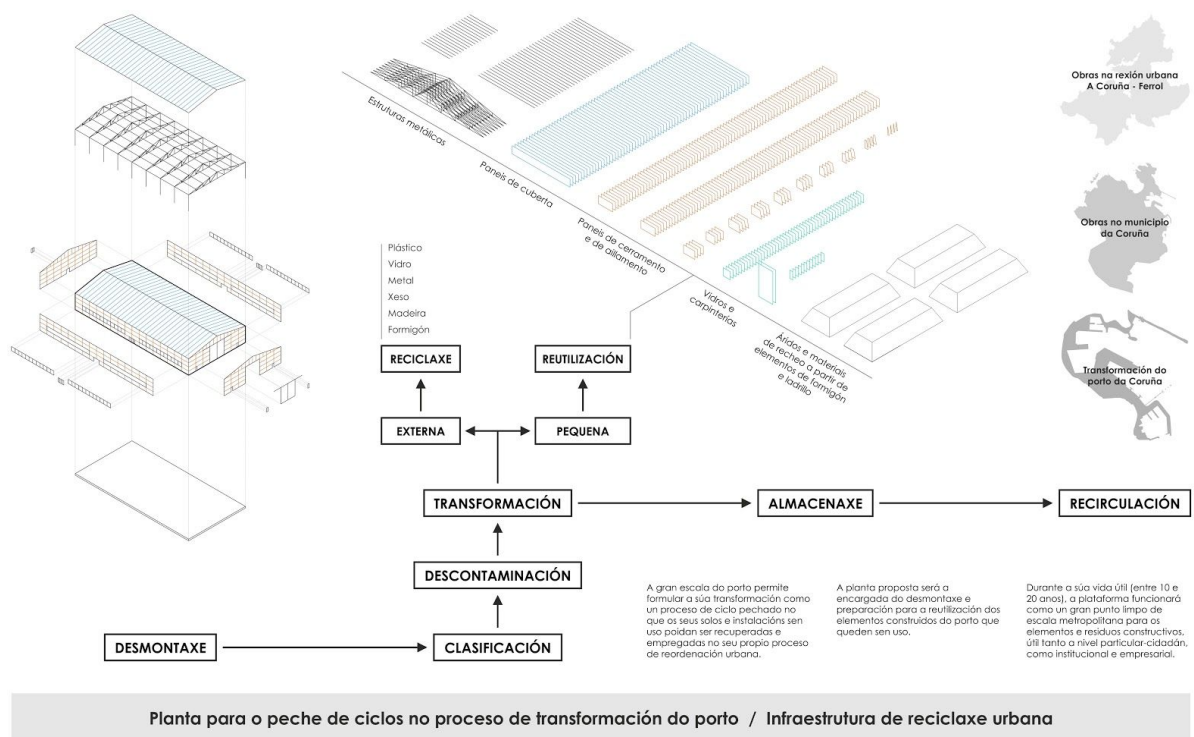 Estruturas metálicas
Paneis de cuberta
Paneis de cerramento
e de aillamento
Vidros e
carpinterías
Áridos e materiais
de recheo a partir de
elementos de formigón
e ladrillo
Obras na rexión urbana
A Coruña - Ferrol
Obras no municipio
da Coruña
Transformación do
porto da Coruña
Plástico
Vidro
Metal
Xeso
Madeira
Formigón
RECICLAXE
REUTILIZACIÓN
EXTERNA
PEQUENA
TRANSFORMACIÓN
ALMACENAXE
RECIRCULACIÓN
DESCONTAMINACIÓN
DESMONTAXE
CLASIFICACIÓN
A gran escala do porto permite
formular a súa transformación como
un proceso de ciclo pechado no
que os seus solos e instalacións sen
uso poidan ser recuperadas e
empregadas no seu propio proceso
de reordenación urbana.
A planta proposta será a
encargada do desmontaxe e
preparación para a reutilización dos
elementos construidos do porto que
queden sen uso.
Durante a súa vida útil (entre 10 e
20 anos), a plataforma funcionará
como un gran punto limpo de
escala metropolitana para os
elementos e residuos constructivos,
útil tanto a nivel particular-cidadán,
como institucional e empresarial.
Planta para o peche de ciclos no proceso de transformación do porto / Infraestrutura de reciclaxe urbana